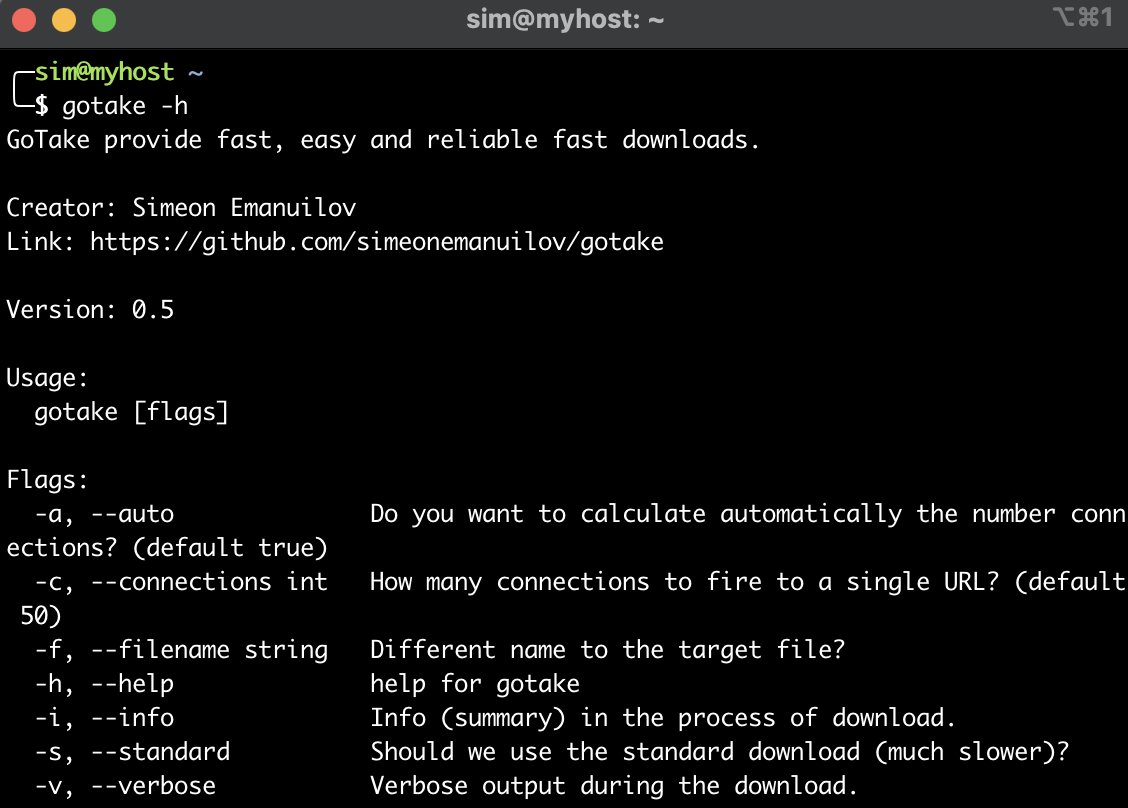 sim@myhost: ~
⌥⌘1
sim@myhost ~
$ gotake -h
GoTake provide fast, easy and reliable fast downloads.
Creator: Simeon Emanuilov
Link: https://github.com/simeonemanuilov/gotake
Version: 0.5
Usage:
gotake [flags]
Flags:
-a, --auto Do you want to calculate automatically the number conn
ections? (default true)
-c, --connections int How many connections to fire to a single URL? (default
50)
-f, --filename string Different name to the target file?
-h, --help help for gotake
-i, --info Info (summary) in the process of download.
-s, --standard Should we use the standard download (much slower)?
-v, --verbose Verbose output during the download.